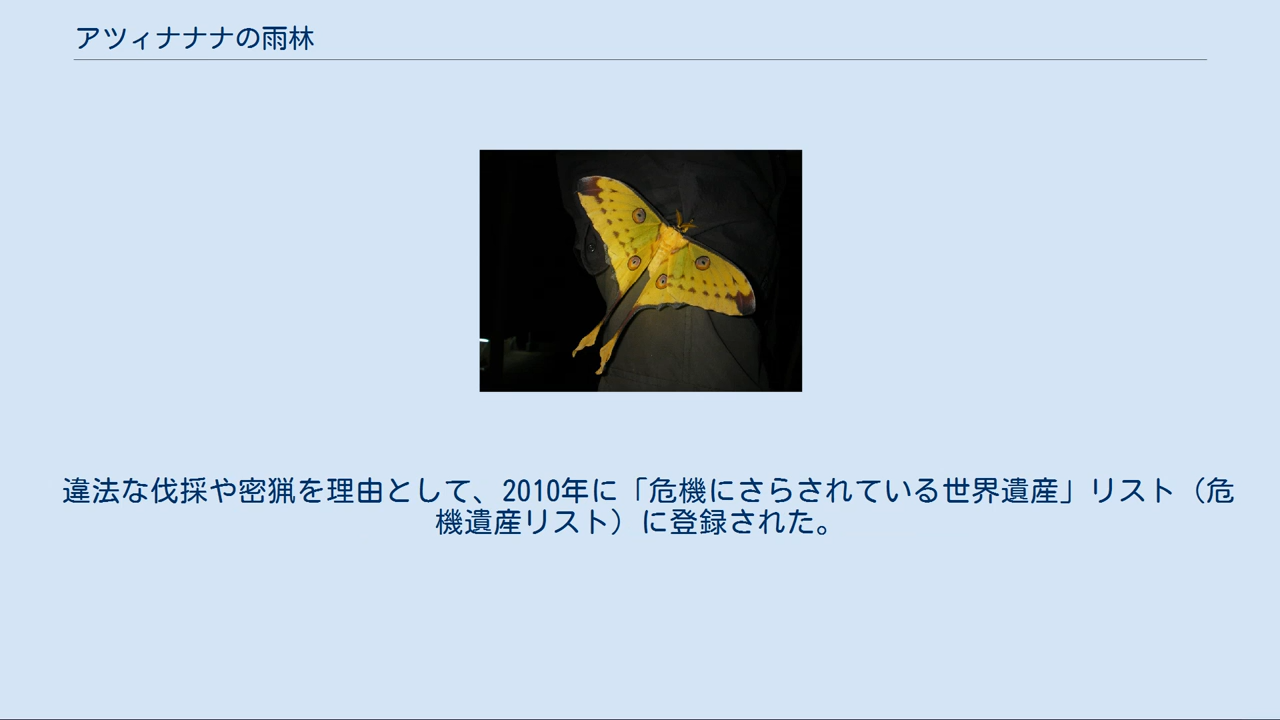 アツィナナナの雨林
違法な伐採や密猟を理由として、2010年に「危機にさらされている世界遺産」リスト（危
機遺産リスト）に登録された。